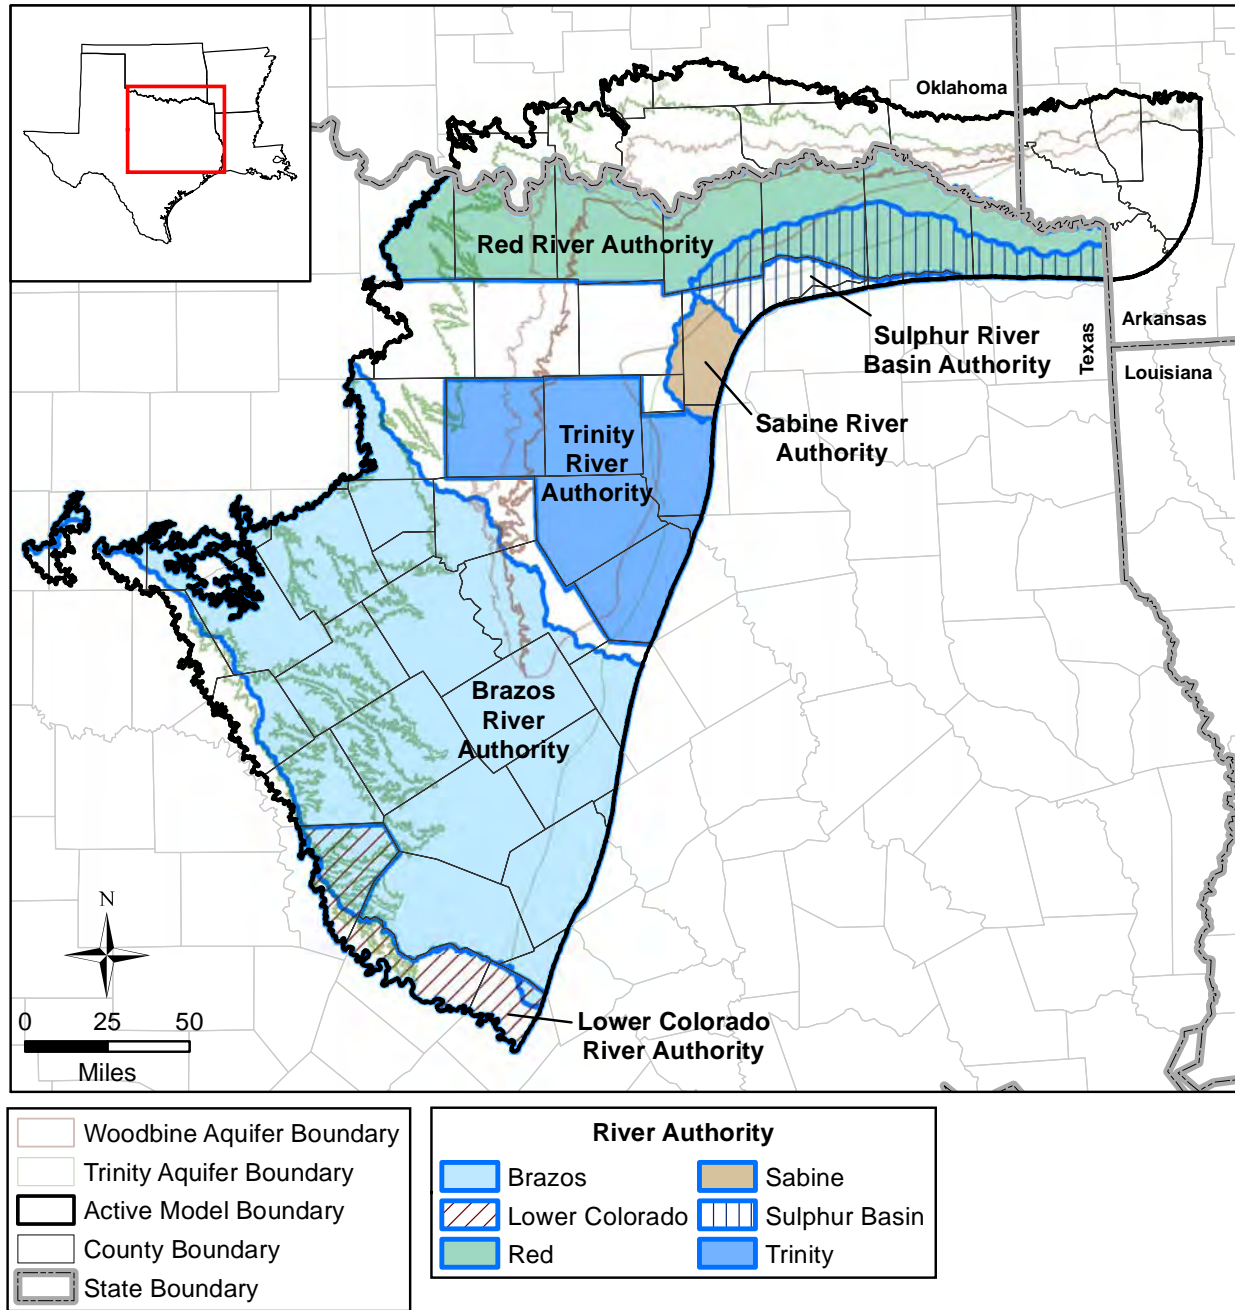 Oklahoma
Red River Authority
Arkansas
Sulphur River
Basin Authority
Texas
Louisiana
Sabine River
Authority
Trinity
River
Authority
Brazos
River
Authority
N
0 25 50
Miles
Lower Colorado
River Authority
Woodbine Aquifer Boundary
Trinity Aquifer Boundary
Active Model Boundary
County Boundary
State Boundary
River Authority
Brazos
Lower Colorado
Red
Sabine
Sulphur Basin
Trinity